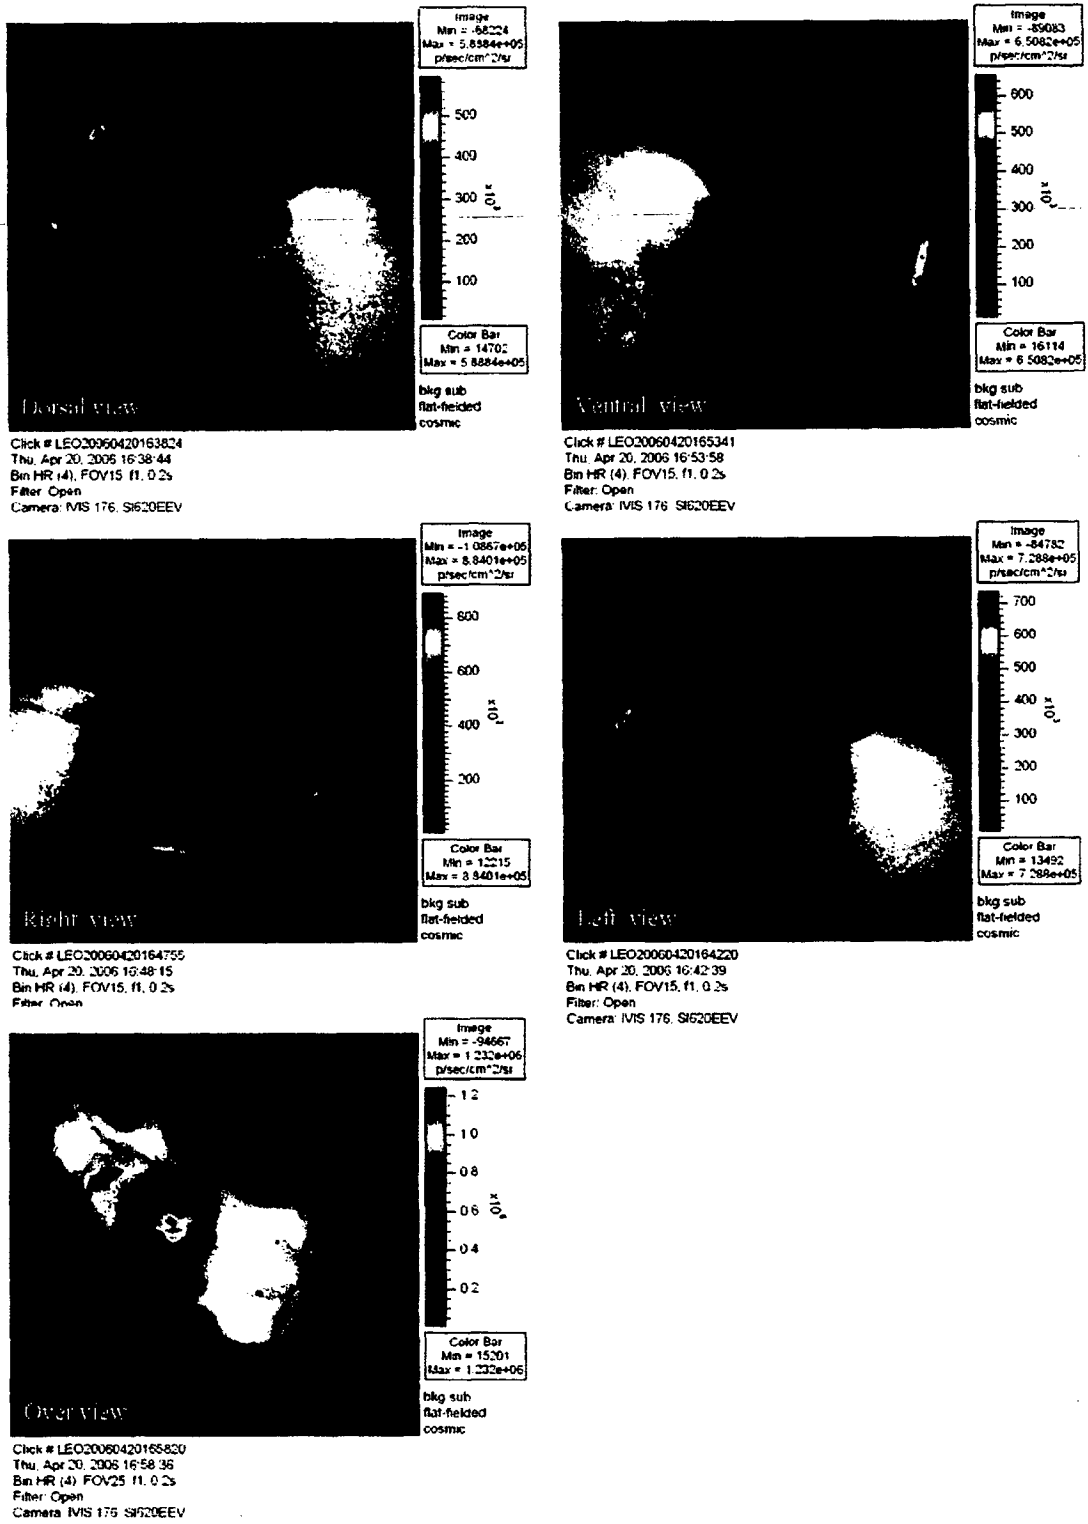 Image
Min = -68224
Max = 5.8884e+05
p/sec/cm^2/sr
500
400
300
200
100
x10^3
Color Bar
Min = 14702
Max = 5.8884e+05
bkg sub
flat-fielded
cosmic
Dorsal view
Click # LEO20060420163824
Thu, Apr 20, 2006 16:38:44
Bin HR (4), FOV15, f1, 0.2s
Filter: Open
Camera: IVIS 176, SI620EEV
Image
Min = -89083
Max = 6.5082e+05
p/sec/cm^2/sr
600
500
400
300
200
100
x10^3
Color Bar
Min = 16114
Max = 6.5082e+05
bkg sub
flat-fielded
cosmic
Ventral view
Click # LEO20060420165341
Thu, Apr 20, 2006 16:53:58
Bin HR (4), FOV15, f1, 0.2s
Filter: Open
Camera: IVIS 176, SI620EEV
Image
Min = -1.0867e+05
Max = 8.8401e+05
p/sec/cm^2/sr
800
600
400
200
x10^3
Color Bar
Min = 12215
Max = 8.8401e+05
bkg sub
flat-fielded
cosmic
Right view
Click # LEO20060420164755
Thu, Apr 20, 2006 16:48:15
Bin HR (4), FOV15, f1, 0.2s
Filter: Open
Image
Min = -84782
Max = 7.288e+05
p/sec/cm^2/sr
700
600
500
400
300
200
100
x10^3
Color Bar
Min = 13492
Max = 7.288e+05
bkg sub
flat-fielded
cosmic
Left view
Click # LEO20060420164220
Thu, Apr 20, 2006 16:42:39
Bin HR (4), FOV15, f1, 0.2s
Filter: Open
Camera: IVIS 176, SI620EEV
Image
Min = -94667
Max = 1.232e+06
p/sec/cm^2/sr
1.2
1.0
0.8
0.6
0.4
0.2
x10^6
Color Bar
Min = 15201
Max = 1.232e+06
bkg sub
flat-fielded
cosmic
Over view
Click # LEO20060420165820
Thu, Apr 20, 2006 16:58:36
Bin HR (4), FOV25, f1, 0.2s
Filter: Open
Camera: IVIS 176, SI620EEV